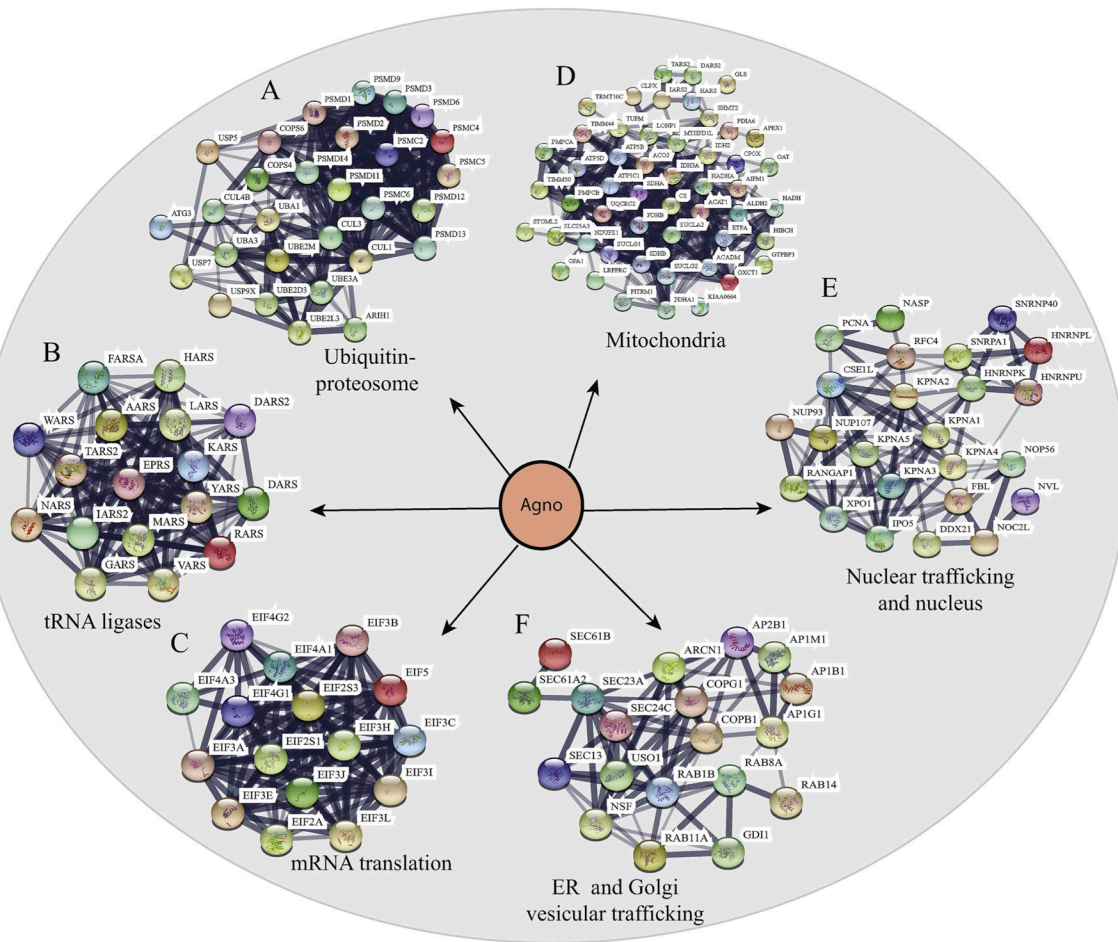 A
PSMD9
PSMD3
PSMD1
PSMD6
COPS6
PSMD2
PSMC4
USP5
PSMC2
COPS4
PSMD14
PSMC5
PSMD11
CUL4B
UBA1
PSMC6
PSMD12
ATG3
CUL3
UBA3
UBE2M
CUL1
PSMD13
USP7
UBE3A
USP9X
UBE2D3
UBE2L3
ARIH1
Ubiquitin-
proteosome
D
TARS2
DARS2
GLS
CLPX
IARS2
HARS
TRMT10C
SHMT2
TIMM44
TUFM
LONP1
MTHFD1L
PDIA6
APEX1
PMPCA
ATP5B
IDH2
CPOX
ATP5D
ACO2
IDH3A
OAT
ATP5C1
HADHA
AIFM1
TIMM50
SDHA
PMPCB
CS
ACAT1
ALDH2
HADH
UQCRC2
STOML2
SLC25A3
PDHB
SUCLA2
ETFA
HIBCH
NDUFS1
SUCLG1
ACADM
GTPBP3
OPA1
LRPPRC
SDHB
SUCLG2
OXCT1
PITRM1
PDHA1
KIAA0664
Mitochondria
E
NASP
SNRNP40
PCNA
RFC4
SNRPA1
HNRNPL
CSE1L
KPNA2
HNRNPK
HNRNPU
NUP93
NUP107
KPNA1
KPNA5
KPNA4
NOP56
RANGAP1
KPNA3
FBL
NVL
XPO1
IPO5
DDX21
NOC2L
Nuclear trafficking
and nucleus
B
FARSA
HARS
WARS
AARS
LARS
DARS2
TARS2
EPRS
KARS
NARS
YARS
DARS
IARS2
MARS
RARS
GARS
VARS
tRNA ligases
Agno
C
EIF4G2
EIF3B
EIF4A1
EIF4A3
EIF4G1
EIF2S3
EIF5
EIF3A
EIF2S1
EIF3H
EIF3C
EIF3J
EIF3I
EIF3E
EIF2A
EIF3L
mRNA translation
F
SEC61B
ARCN1
AP2B1
AP1M1
SEC61A2
SEC23A
COPG1
AP1B1
SEC24C
COPB1
AP1G1
SEC13
USO1
RAB1B
RAB8A
RAB14
NSF
RAB11A
GDI1
ER and Golgi
vesicular trafficking